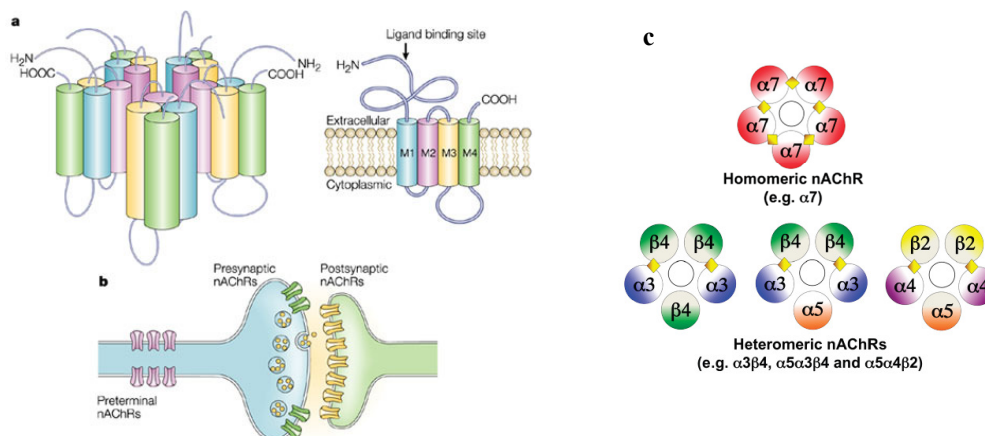 a
H₂N
HOOC
NH₂
COOH
Ligand binding site
H₂N
COOH
Extracellular
M1 M2 M3 M4
Cytoplasmic
b
Presynaptic
nAChRs
Postsynaptic
nAChRs
Preterminal
nAChRs
c
α7 α7
α7 α7
α7
Homomeric nAChR
(e.g. α7)
β4 β4
α3 α3
β4
β4 β4
α3 α3
α5
β2 β2
α4 α4
α5
Heteromeric nAChRs
(e.g. α3β4, α5α3β4 and α5α4β2)